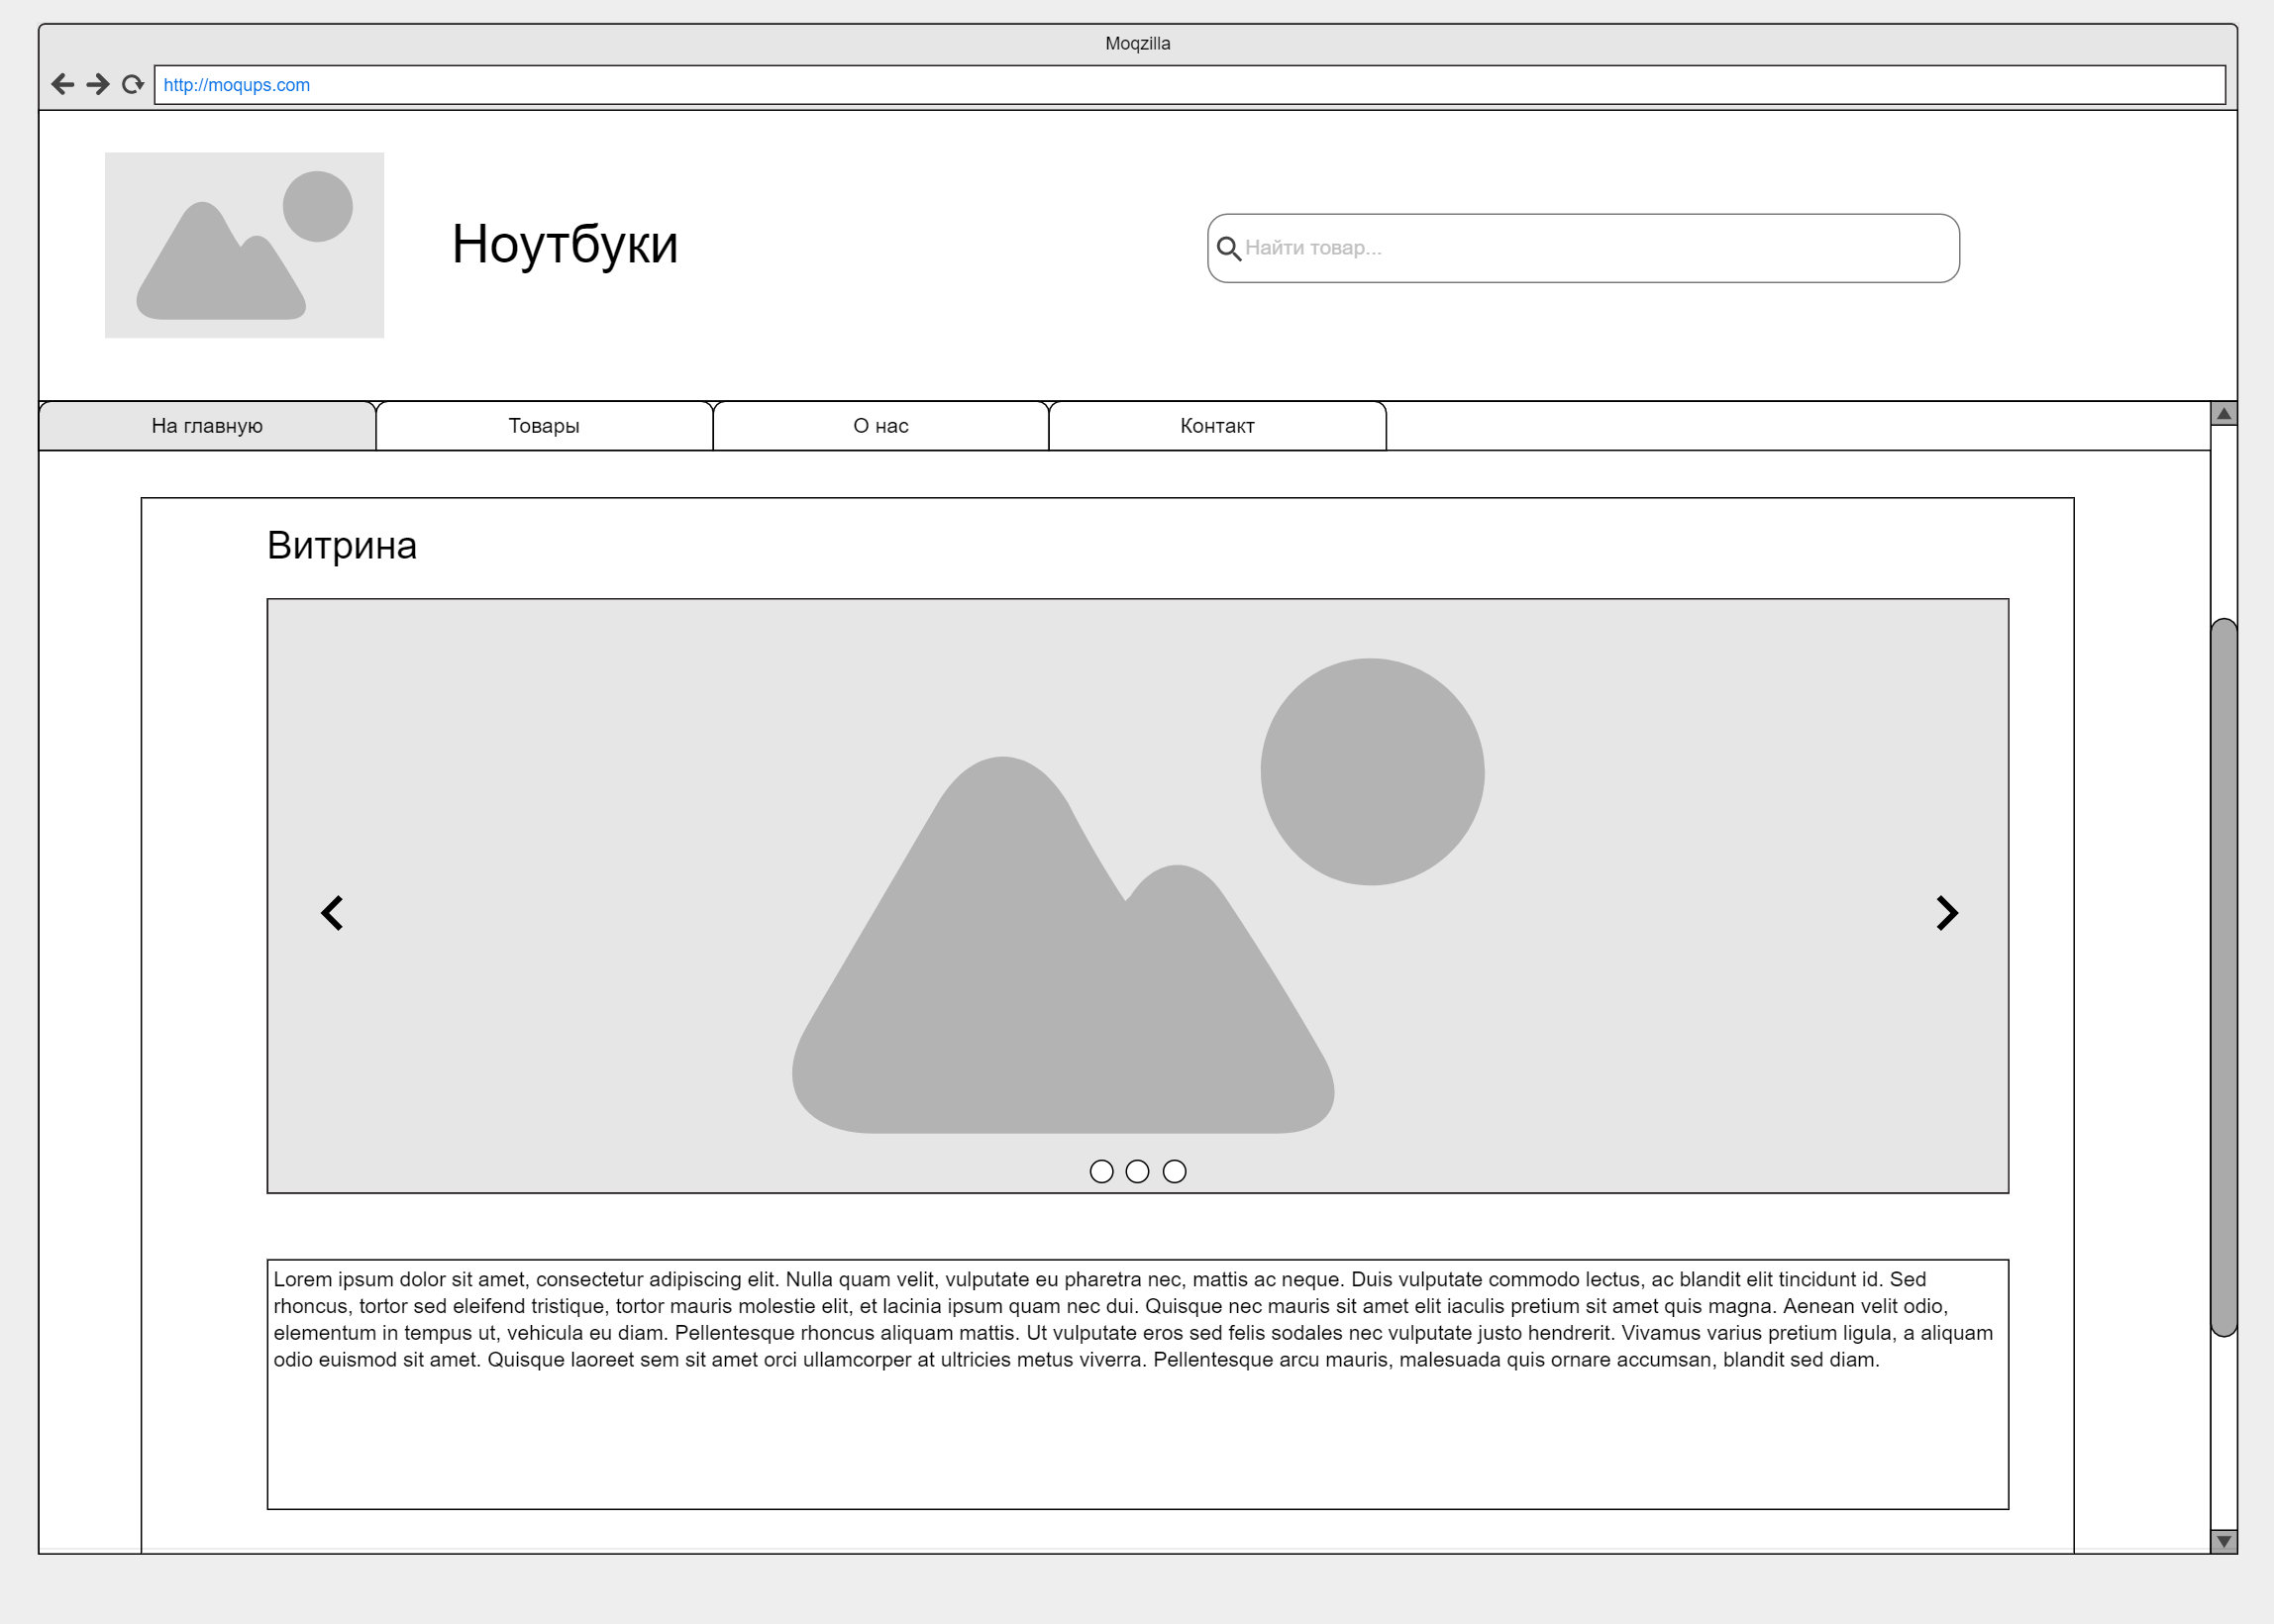 Moqzilla
http://moqups.com
Ноутбуки
Найти товар...
На главную
Товары
О нас
Контакт
Витрина
Lorem ipsum dolor sit amet, consectetur adipiscing elit. Nulla quam velit, vulputate eu pharetra nec, mattis ac neque. Duis vulputate commodo lectus, ac blandit elit tincidunt id. Sed
rhoncus, tortor sed eleifend tristique, tortor mauris molestie elit, et lacinia ipsum quam nec dui. Quisque nec mauris sit amet elit iaculis pretium sit amet quis magna. Aenean velit odio,
elementum in tempus ut, vehicula eu diam. Pellentesque rhoncus aliquam mattis. Ut vulputate eros sed felis sodales nec vulputate justo hendrerit. Vivamus varius pretium ligula, a aliquam
odio euismod sit amet. Quisque laoreet sem sit amet orci ullamcorper at ultricies metus viverra. Pellentesque arcu mauris, malesuada quis ornare accumsan, blandit sed diam.